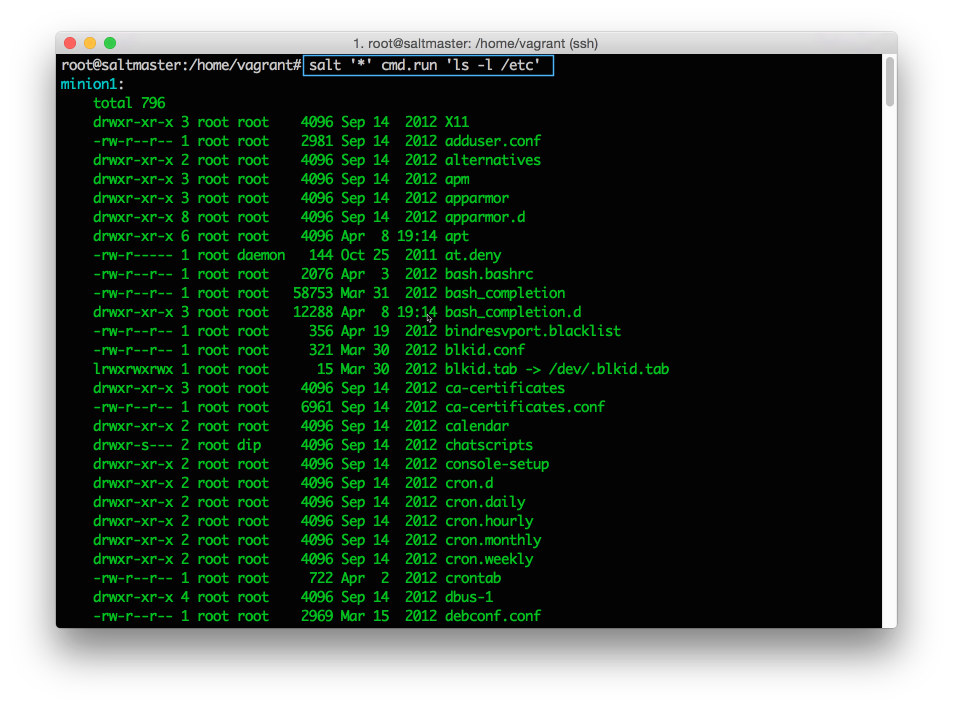 1. root@saltmaster: /home/vagrant (ssh)
root@saltmaster:/home/vagrant# salt '*' cmd.run 'ls -l /etc'
minion1:
    total 796
    drwxr-xr-x 3 root root    4096 Sep 14  2012 X11
    -rw-r--r-- 1 root root    2981 Sep 14  2012 adduser.conf
    drwxr-xr-x 2 root root    4096 Sep 14  2012 alternatives
    drwxr-xr-x 3 root root    4096 Sep 14  2012 apm
    drwxr-xr-x 3 root root    4096 Sep 14  2012 apparmor
    drwxr-xr-x 8 root root    4096 Sep 14  2012 apparmor.d
    drwxr-xr-x 6 root root    4096 Apr  8 19:14 apt
    -rw-r----- 1 root daemon   144 Oct 25  2011 at.deny
    -rw-r--r-- 1 root root    2076 Apr  3  2012 bash.bashrc
    -rw-r--r-- 1 root root   58753 Mar 31  2012 bash_completion
    drwxr-xr-x 3 root root   12288 Apr  8 19:14 bash_completion.d
    -rw-r--r-- 1 root root     356 Apr 19  2012 bindresvport.blacklist
    -rw-r--r-- 1 root root     321 Mar 30  2012 blkid.conf
    lrwxrwxrwx 1 root root      15 Mar 30  2012 blkid.tab -> /dev/.blkid.tab
    drwxr-xr-x 3 root root    4096 Sep 14  2012 ca-certificates
    -rw-r--r-- 1 root root    6961 Sep 14  2012 ca-certificates.conf
    drwxr-xr-x 2 root root    4096 Sep 14  2012 calendar
    drwxr-s--- 2 root dip     4096 Sep 14  2012 chatscripts
    drwxr-xr-x 2 root root    4096 Sep 14  2012 console-setup
    drwxr-xr-x 2 root root    4096 Sep 14  2012 cron.d
    drwxr-xr-x 2 root root    4096 Sep 14  2012 cron.daily
    drwxr-xr-x 2 root root    4096 Sep 14  2012 cron.hourly
    drwxr-xr-x 2 root root    4096 Sep 14  2012 cron.monthly
    drwxr-xr-x 2 root root    4096 Sep 14  2012 cron.weekly
    -rw-r--r-- 1 root root     722 Apr  2  2012 crontab
    drwxr-xr-x 4 root root    4096 Sep 14  2012 dbus-1
    -rw-r--r-- 1 root root    2969 Mar 15  2012 debconf.conf